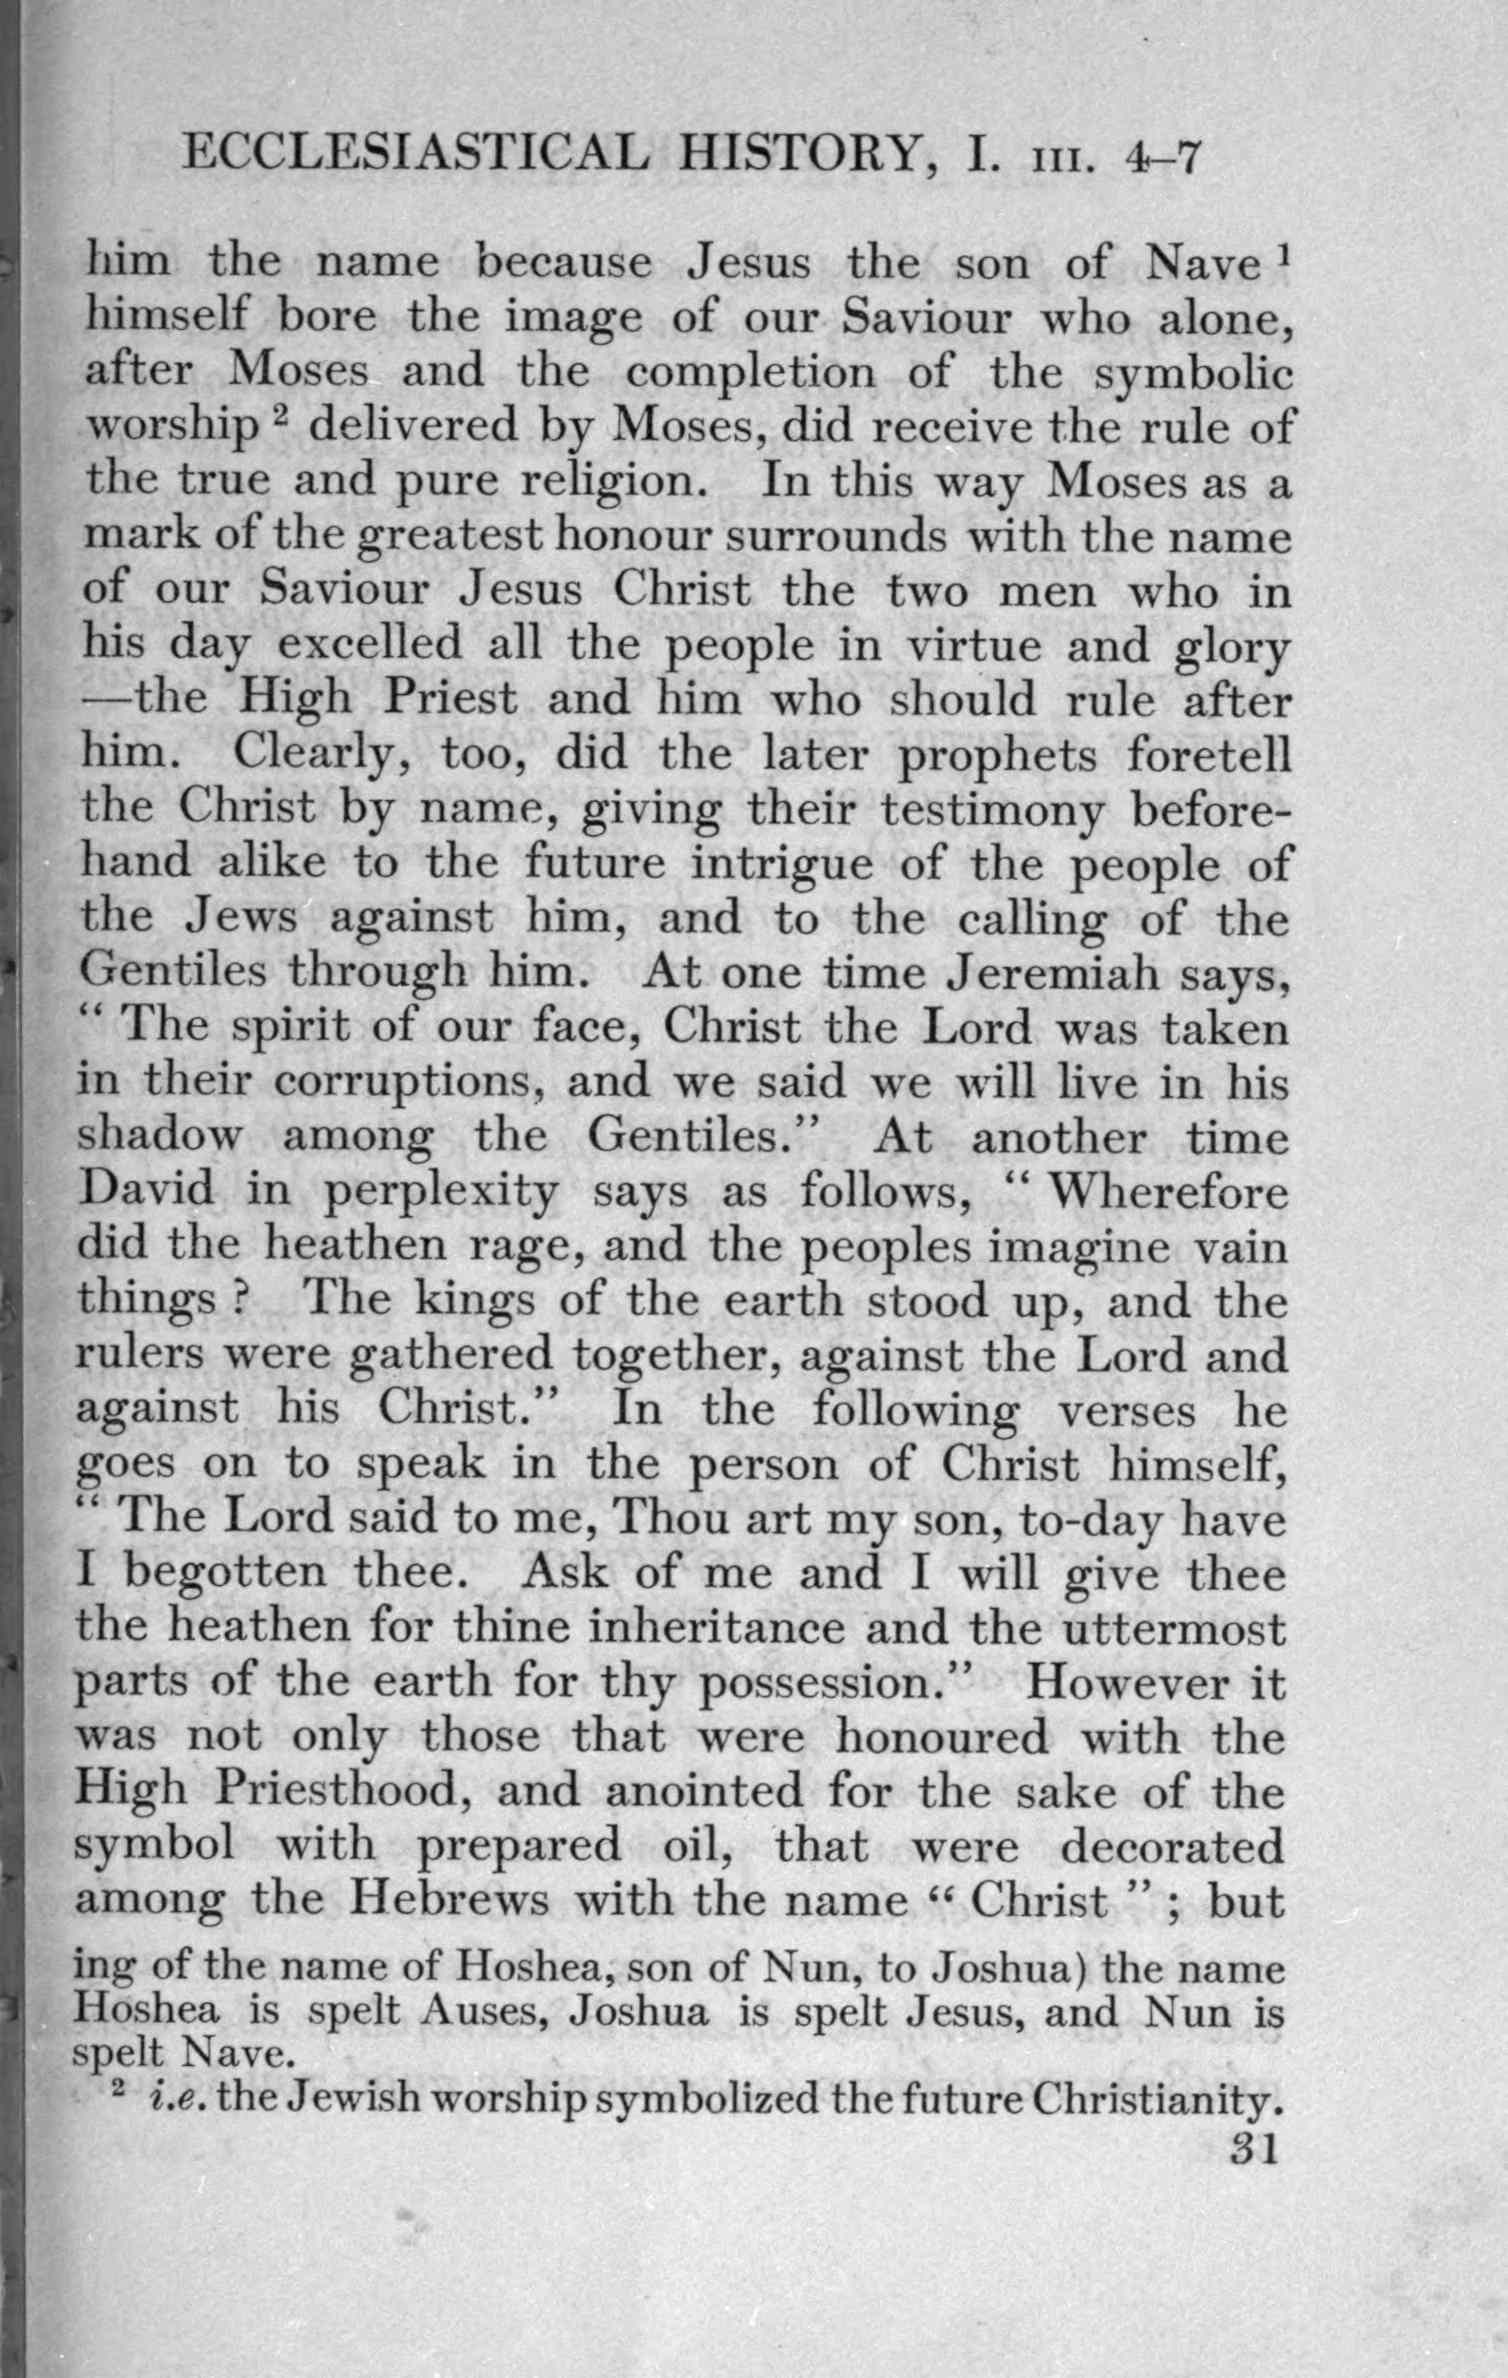 ECCLESIASTICAL HISTORY, I. III. 4–7
him the name because Jesus the son of Nave ¹
himself bore the image of our Saviour who alone,
after Moses and the completion of the symbolic
worship ² delivered by Moses, did receive the rule of
the true and pure religion. In this way Moses as a
mark of the greatest honour surrounds with the name
of our Saviour Jesus Christ the two men who in
his day excelled all the people in virtue and glory
—the High Priest and him who should rule after
him. Clearly, too, did the later prophets foretell
the Christ by name, giving their testimony before-
hand alike to the future intrigue of the people of
the Jews against him, and to the calling of the
Gentiles through him. At one time Jeremiah says,
“ The spirit of our face, Christ the Lord was taken
in their corruptions, and we said we will live in his
shadow among the Gentiles.” At another time
David in perplexity says as follows, “ Wherefore
did the heathen rage, and the peoples imagine vain
things ? The kings of the earth stood up, and the
rulers were gathered together, against the Lord and
against his Christ.” In the following verses he
goes on to speak in the person of Christ himself,
“ The Lord said to me, Thou art my son, to-day have
I begotten thee. Ask of me and I will give thee
the heathen for thine inheritance and the uttermost
parts of the earth for thy possession.” However it
was not only those that were honoured with the
High Priesthood, and anointed for the sake of the
symbol with prepared oil, that were decorated
among the Hebrews with the name “ Christ ” ; but
ing of the name of Hoshea, son of Nun, to Joshua) the name
Hoshea is spelt Auses, Joshua is spelt Jesus, and Nun is
spelt Nave.
² i.e. the Jewish worship symbolized the future Christianity.
31